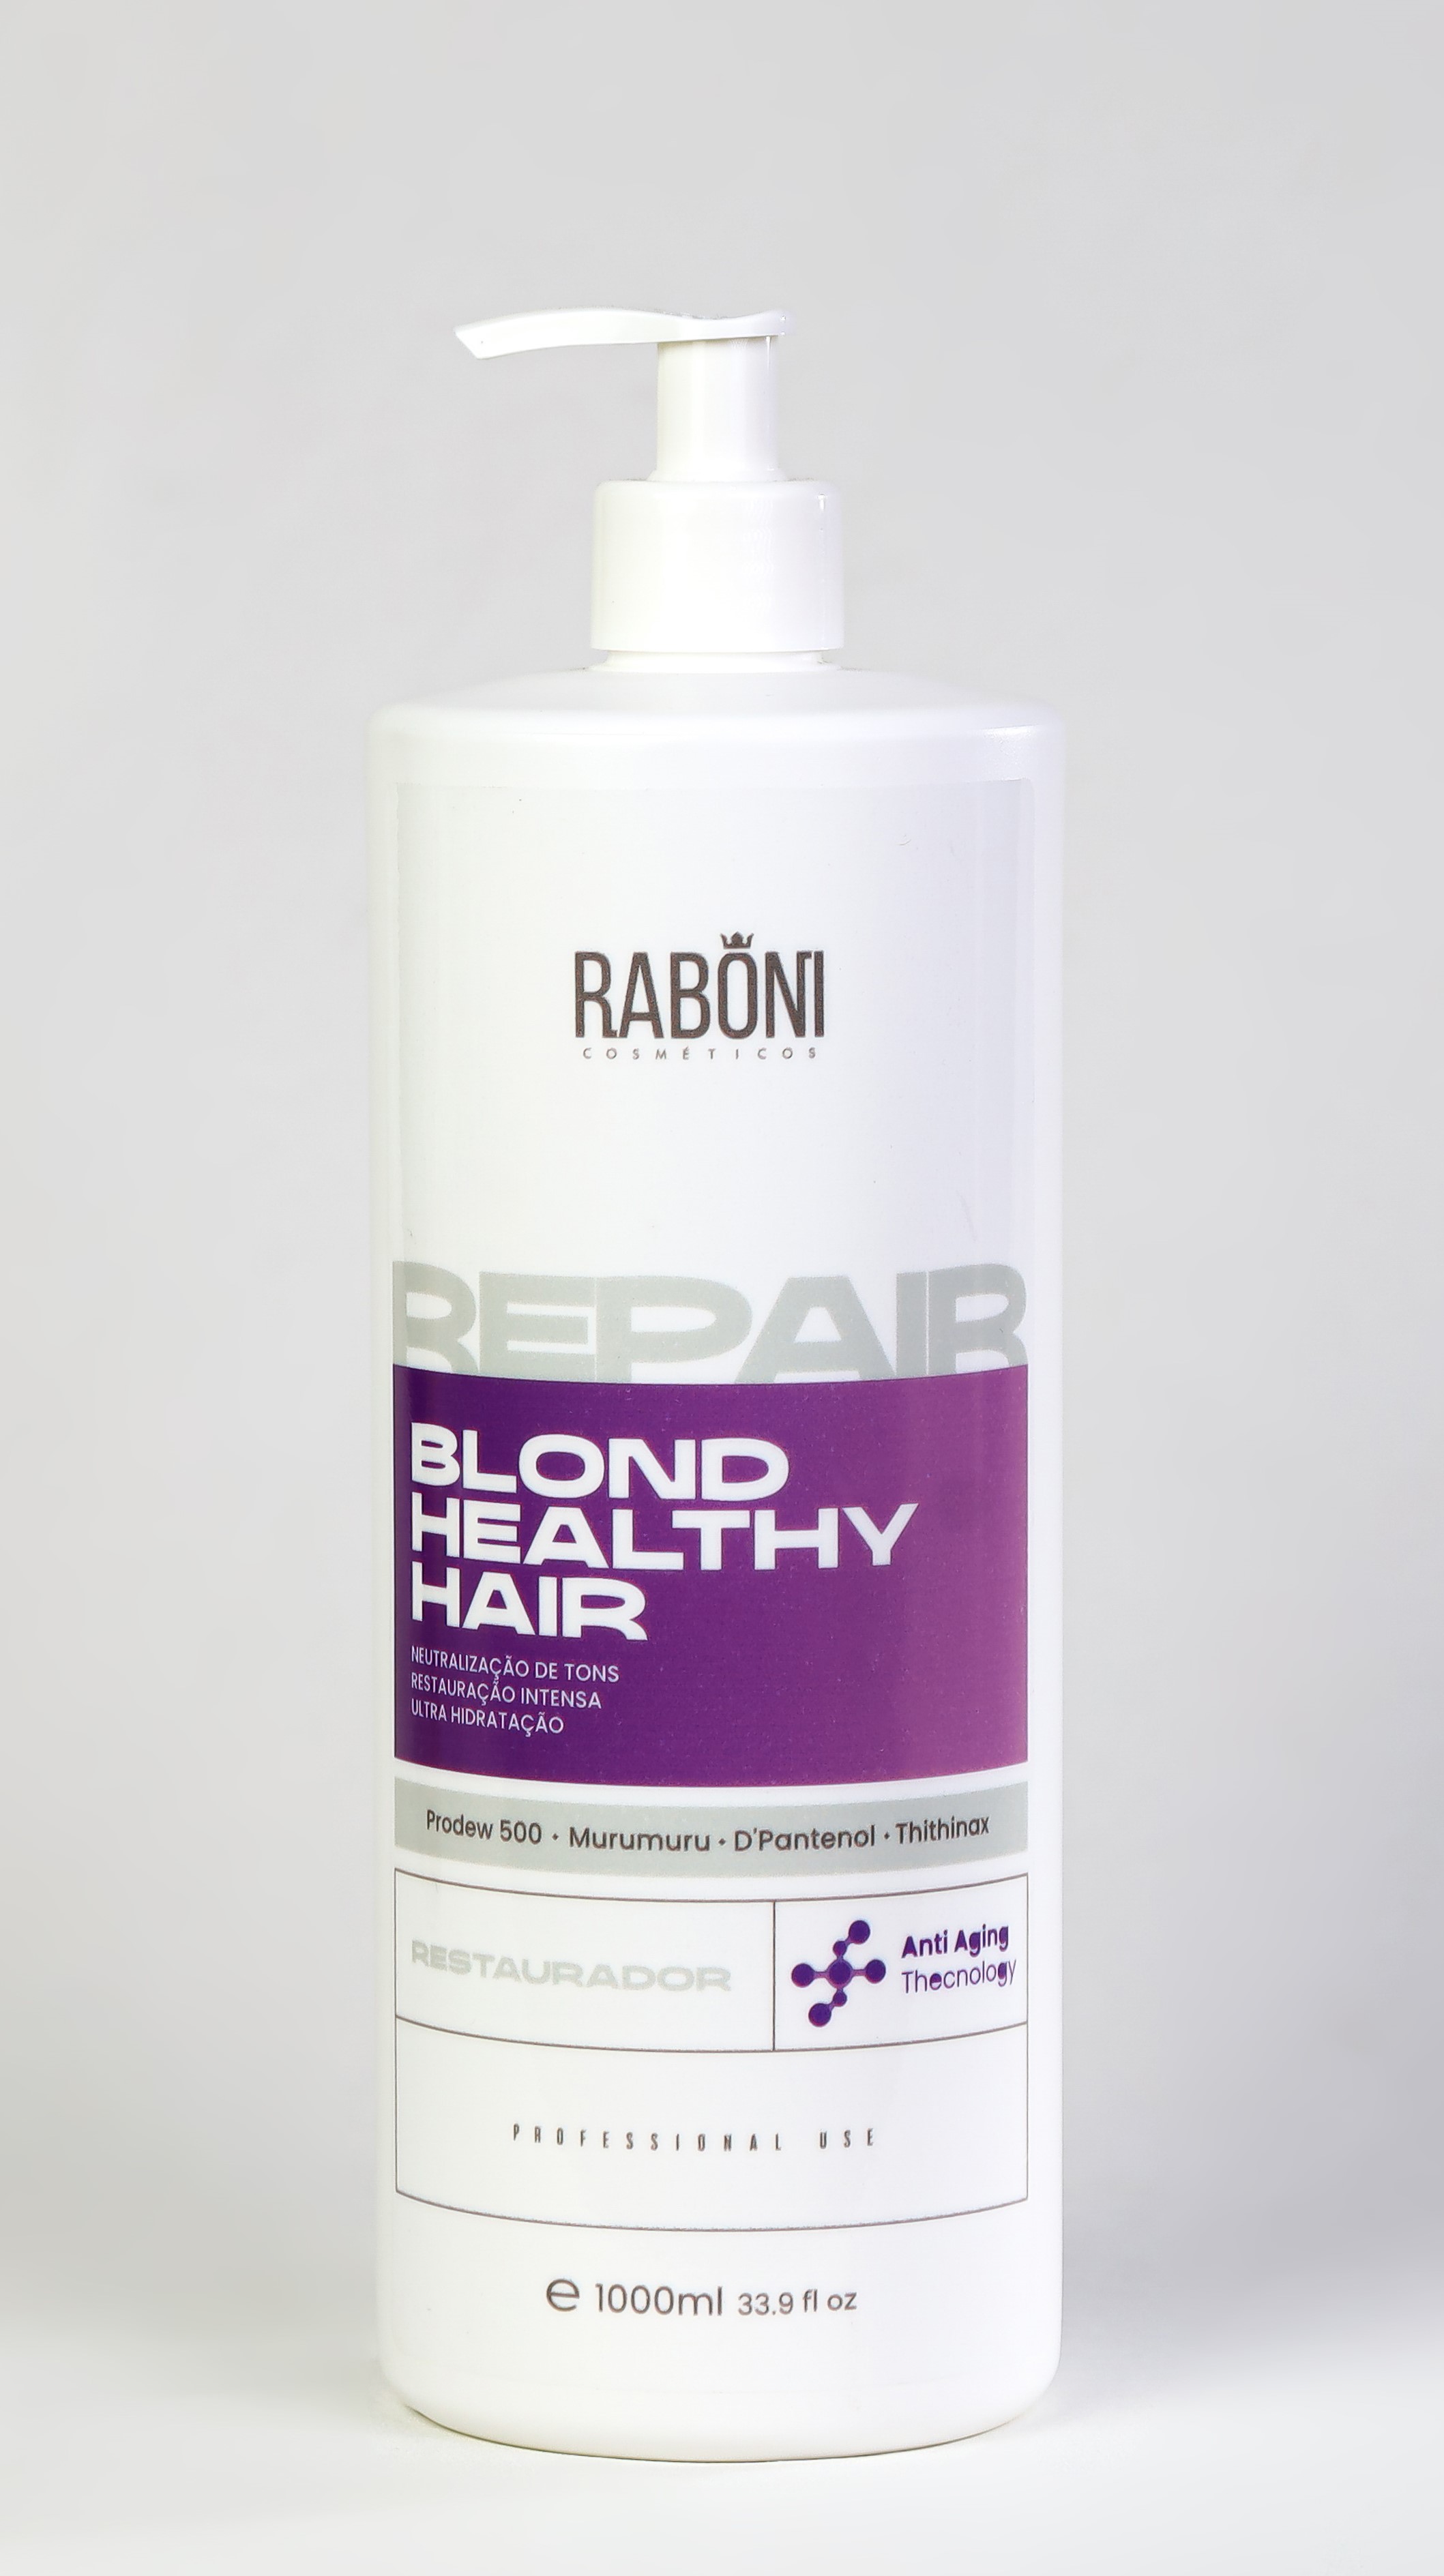 RABONI
COSMÉTICOS
REPAIR
BLOND
HEALTHY
HAIR
NEUTRALIZAÇÃO DE TONS
RESTAURAÇÃO INTENSA
ULTRA HIDRATAÇÃO
Prodew 500 • Murumuru • D'Pantenol • Thithinax
RESTAURADOR
Anti Aging
Thecnology
PROFESSIONAL USE
e 1000ml 33.9 fl oz